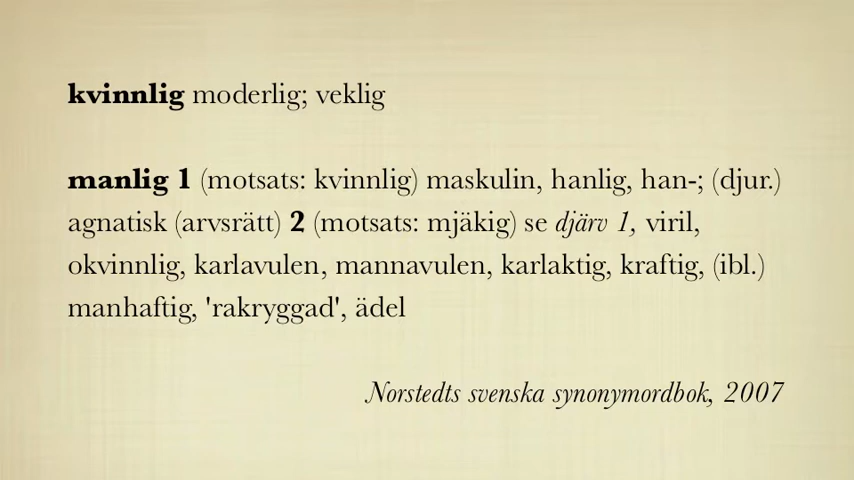 kvinnlig moderlig; veklig
manlig 1 (motsats: kvinnlig) maskulin, hanlig, han-; (djur.)
agnatisk (arvsrätt) 2 (motsats: mjäkig) se djärv 1, viril,
okvinnlig, karlavulen, mannavulen, karlaktig, kraftig, (ibl.)
manhaftig, 'rakryggad', ädel
Norstedts svenska synonymordbok, 2007